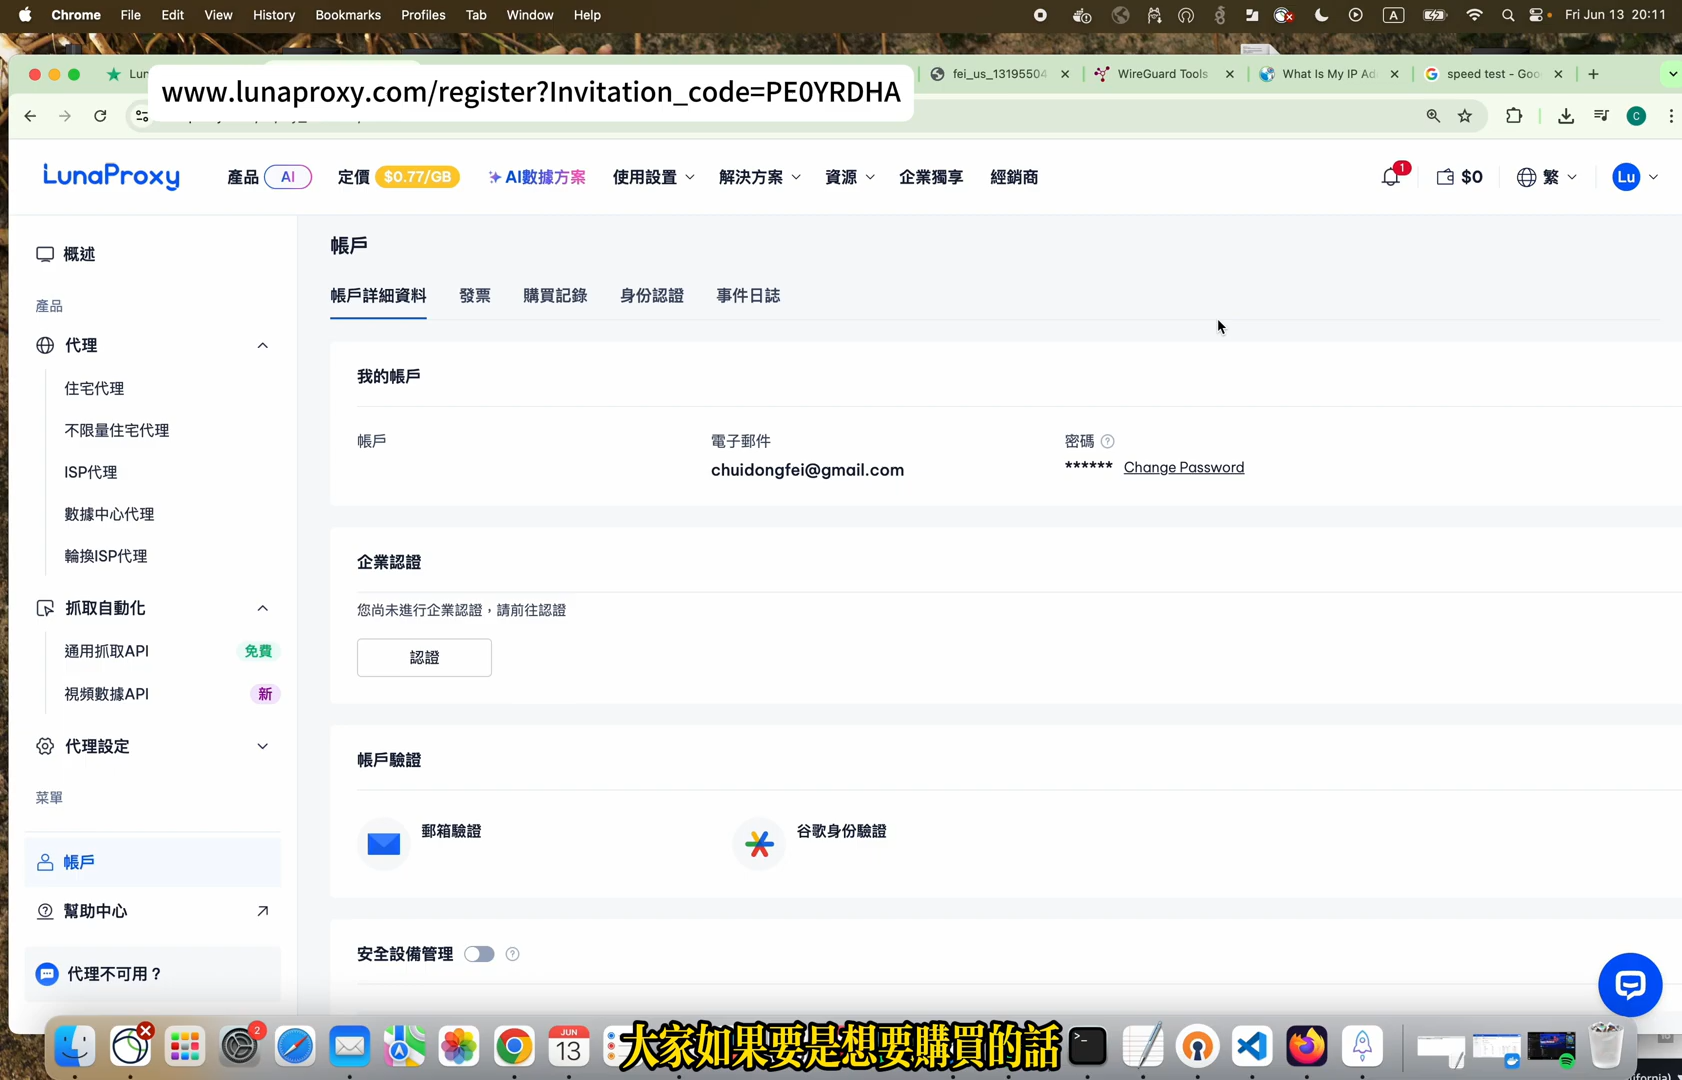 Chrome File Edit View History Bookmarks Profiles Tab Window Help
A
Fri Jun 13 20:11
Lun
fei_us_13195504
WireGuard Tools
What Is My IP Ad
speed test - Goo
www.lunaproxy.com/register?Invitation_code=PE0YRDHA
C
LunaProxy
產品 AI
定價 $0.77/GB
AI數據方案
使用設置
解決方案
資源
企業獨享
經銷商
1
$0
繁
Lu
概述
產品
代理
住宅代理
不限量住宅代理
ISP代理
數據中心代理
輪換ISP代理
抓取自動化
通用抓取API 免費
視頻數據API 新
代理設定
菜單
帳戶
幫助中心
代理不可用？
帳戶
帳戶詳細資料 發票 購買記錄 身份認證 事件日誌
我的帳戶
帳戶 電子郵件 密碼
chuidongfei@gmail.com ****** Change Password
企業認證
您尚未進行企業認證，請前往認證
認證
帳戶驗證
郵箱驗證 谷歌身份驗證
安全設備管理
2
JUN
13
大家如果要是想要購買的話